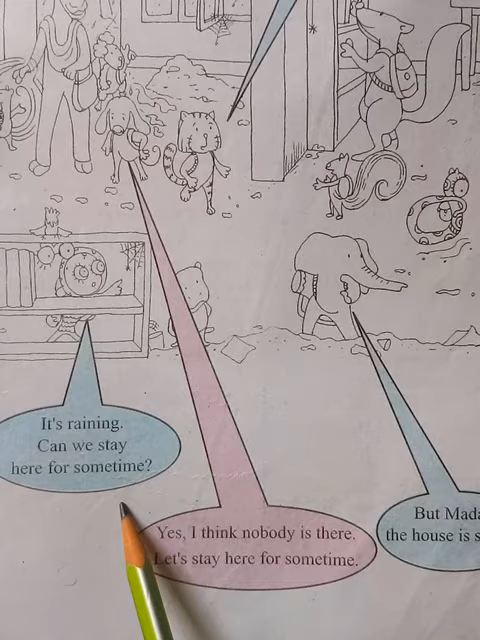 It's raining.
Can we stay
here for sometime?
Yes, I think nobody is there.
Let's stay here for sometime.
But Mada
the house is s